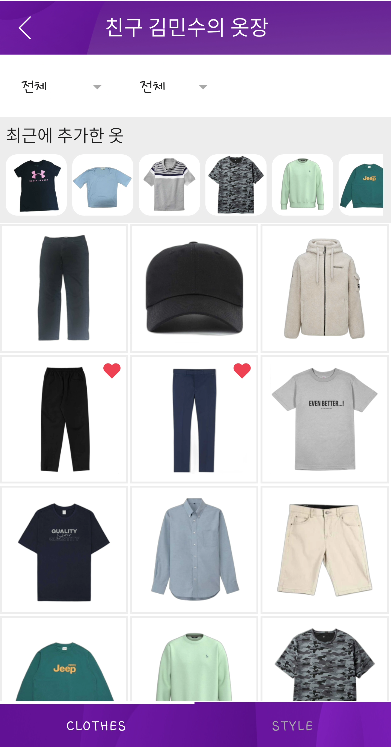 친구 김민수의 옷장
전체 전체
최근에 추가한 옷
Jeep
EVEN BETTER...!
QUALITY
Jeep
CLOTHES STYLE